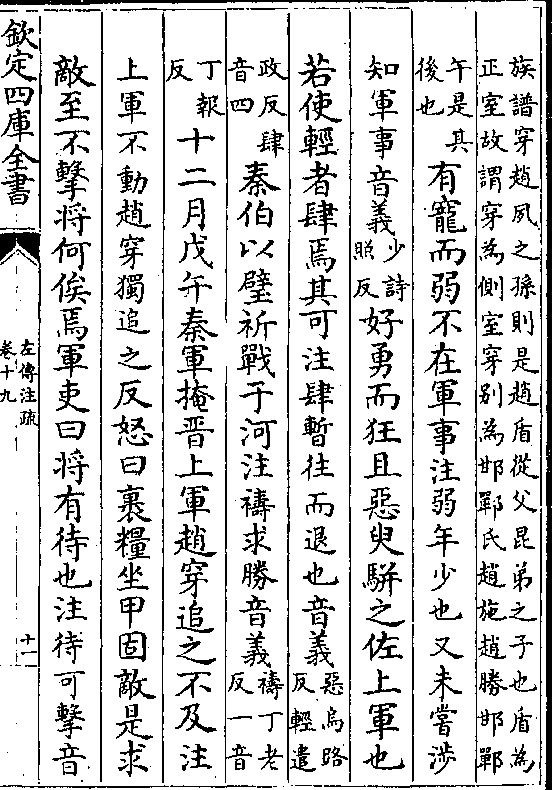 族譜穿趙夙之孫則是趙盾從父昆弟之子也盾為
正室故謂穿為側室穿别為邯鄲氏趙施趙勝邯鄲
午是其
後也
有寵而弱不在軍事注弱年少也又未嘗渉
知軍事音義
少詩
照反
好勇而狂且惡臾駢之佐上軍也
若使輕者肆焉其可注肆暫往而退也音義
惡烏路
反輕遣
政反肆
音四
秦伯以璧祈戰于河注禱求勝音義
禱丁老
反一音
丁報
反
十二月戊午秦軍掩晉上軍趙穿追之不及注
上軍不動趙穿獨追之反怒曰裹糧坐甲固敵是求
敵至不擊將何俟焉軍吏曰將有待也注待可擊音
欽定四庫全書
左傳注疏
卷十九
十一